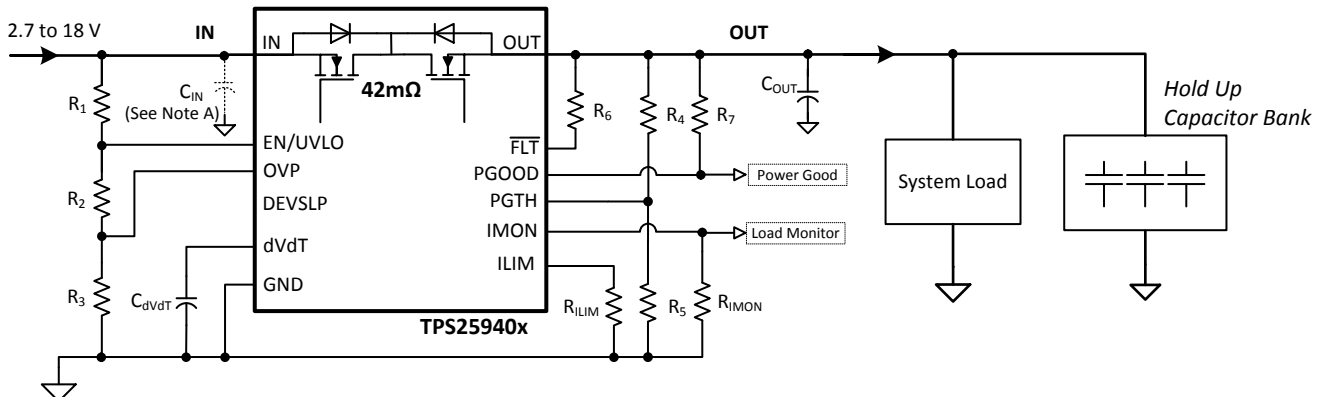 2.7 to 18 V
IN
IN
OUT
OUT
42mΩ
R1
CIN
(See Note A)
R6
R4
R7
COUT
Hold Up
Capacitor Bank
EN/UVLO
FLT
OVP
PGOOD
Power Good
System Load
R2
DEVSLP
PGTH
IMON
Load Monitor
dVdT
ILIM
R3
CdVdT
GND
RILIM
R5
RIMON
TPS25940x